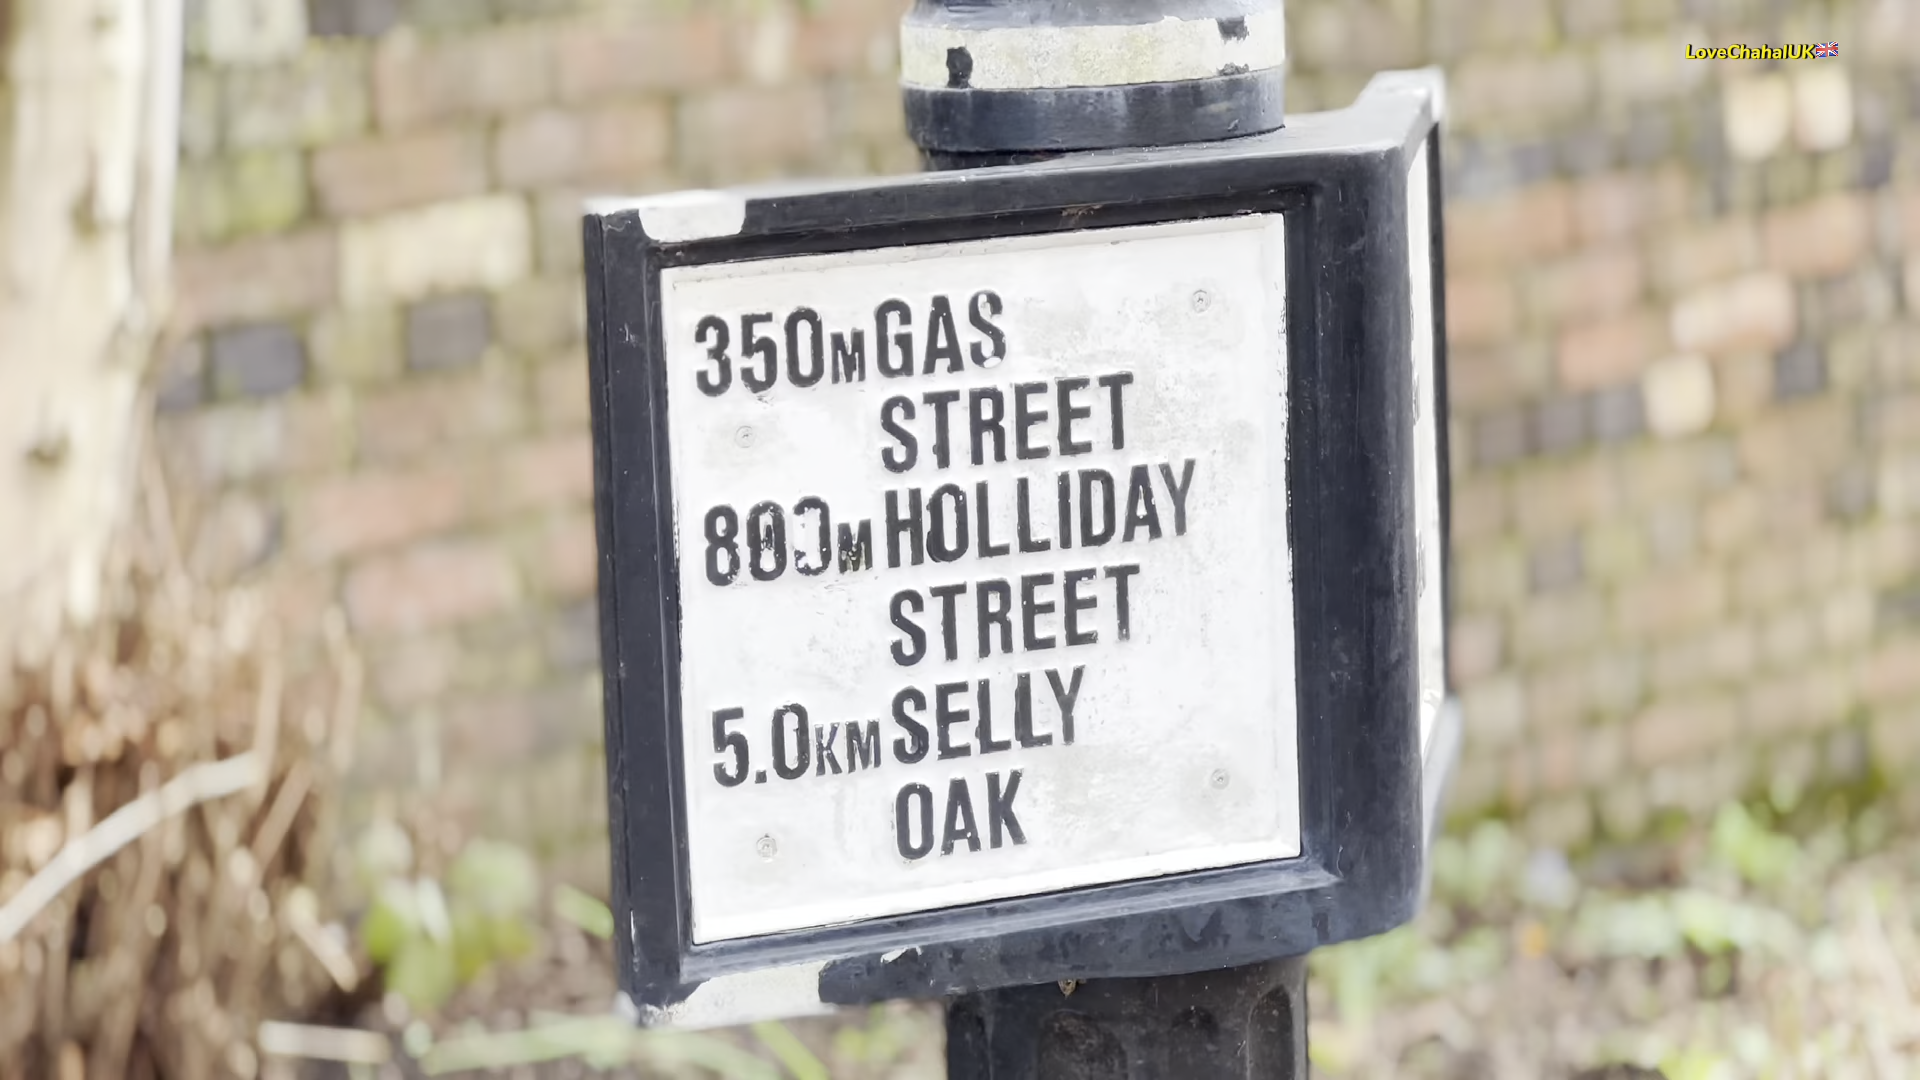 LoveChahalUK
350M GAS
STREET
800M HOLLIDAY
STREET
5.0KM SELLY
OAK